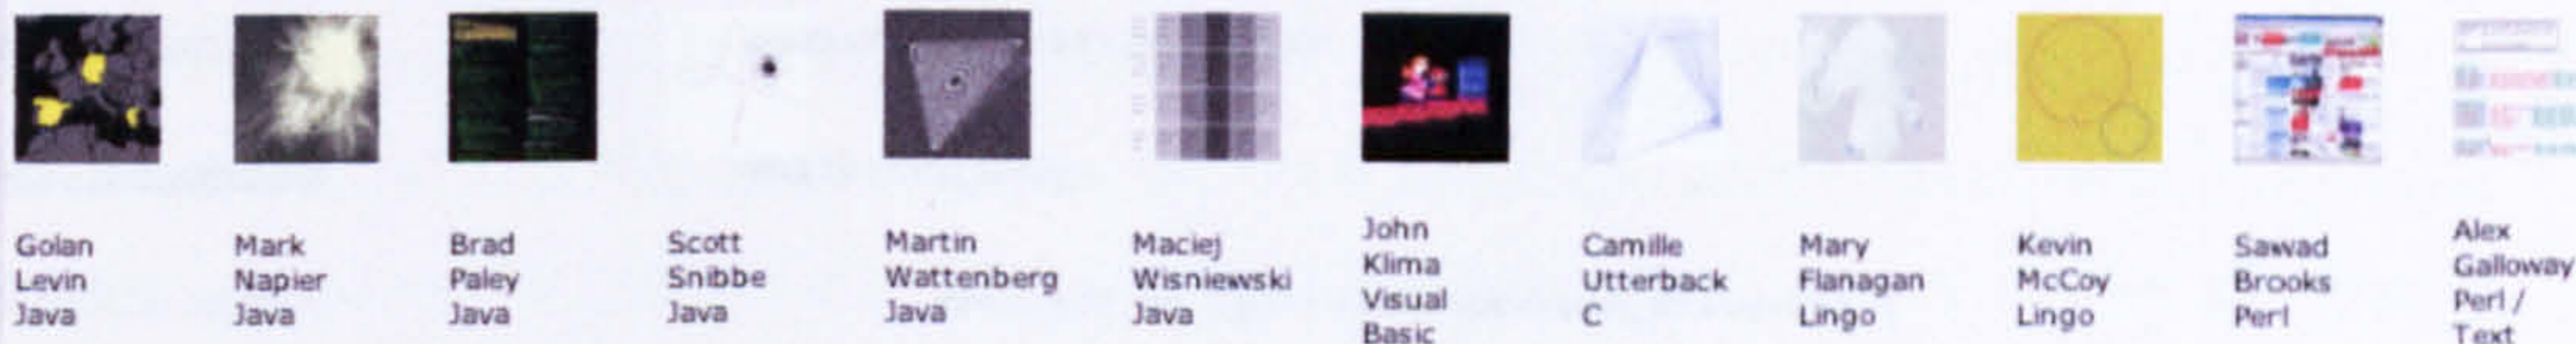 Golan
Levin
Java
Mark
Napier
Java
Brad
Paley
Java
Scott
Snibbe
Java
Martin
Wattenberg
Java
Maciej
Wisniewski
Java
John
Klima
Visual
Basic
Camille
Utterback
C
Mary
Flanagan
Lingo
Kevin
McCoy
Lingo
Sawad
Brooks
Perl
Alex
Galloway
Perl /
Text